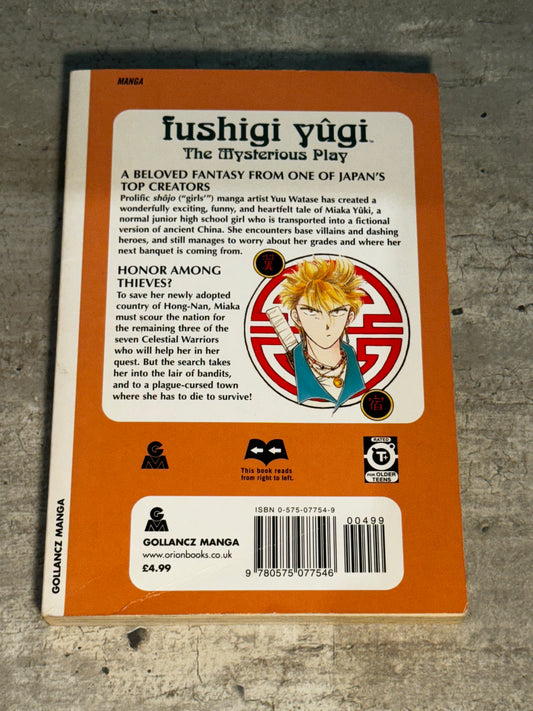 MANGA
fushigi yûgi™
The Mysterious Play
A BELOVED FANTASY FROM ONE OF JAPAN'S
TOP CREATORS
Prolific shôjo ("girls'") manga artist Yuu Watase has created a
wonderfully exciting, funny, and heartfelt tale of Miaka Yûki, a
normal junior high school girl who is transported into a fictional
version of ancient China. She encounters base villains and dashing
heroes, and still manages to worry about her grades and where her
next banquet is coming from.
HONOR AMONG
THIEVES?
To save her newly adopted
country of Hong-Nan, Miaka
must scour the nation for
the remaining three of the
seven Celestial Warriors
who will help her in her
quest. But the search takes
her into the lair of bandits,
and to a plague-cursed town
where she has to die to survive!
翼
宿
GM
This book reads
from right to left.
RATED
T+
FOR OLDER
TEENS
GM
GOLLANCZ MANGA
www.orionbooks.co.uk
£4.99
ISBN 0-575-07754-9
00499
9 780575 077546
GOLLANCZ MANGA